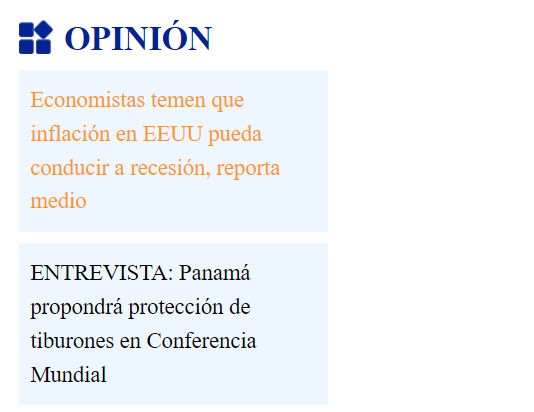 OPINIÓN
Economistas temen que
inflación en EEUU pueda
conducir a recesión, reporta
medio
ENTREVISTA: Panamá
propondrá protección de
tiburones en Conferencia
Mundial